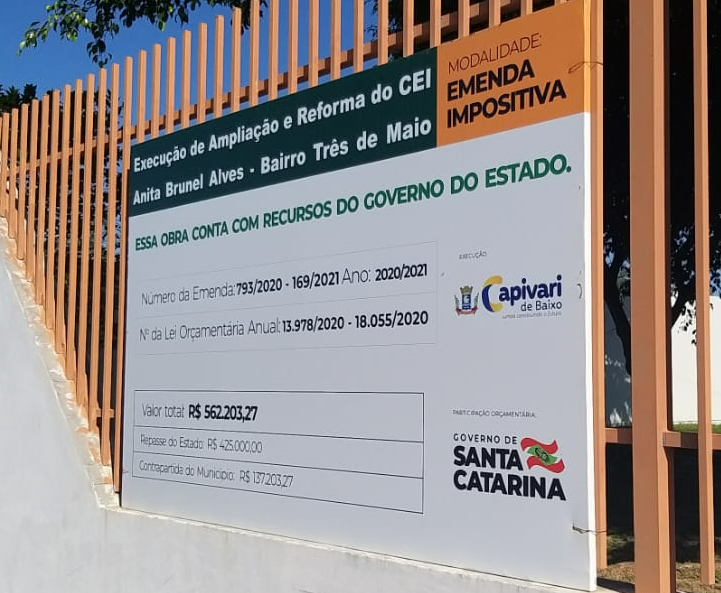 Execução de Ampliação e Reforma do CEI
Anita Brunel Alves - Bairro Três de Maio
MODALIDADE:
EMENDA
IMPOSITIVA
ESSA OBRA CONTA COM RECURSOS DO GOVERNO DO ESTADO.
Número da Emenda: 793/2020 - 169/2021 Ano: 2020/2021
Nº da Lei Orçamentária Anual: 13.978/2020 - 18.055/2020
EXECUÇÃO:
Capivari
de Baixo
Juntos construindo o futuro
Valor total: R$ 562.203,27
Repasse do Estado: R$ 425.000,00
Contrapartida do Município: R$ 137.203,27
PARTICIPAÇÃO ORÇAMENTÁRIA:
GOVERNO DE
SANTA
CATARINA